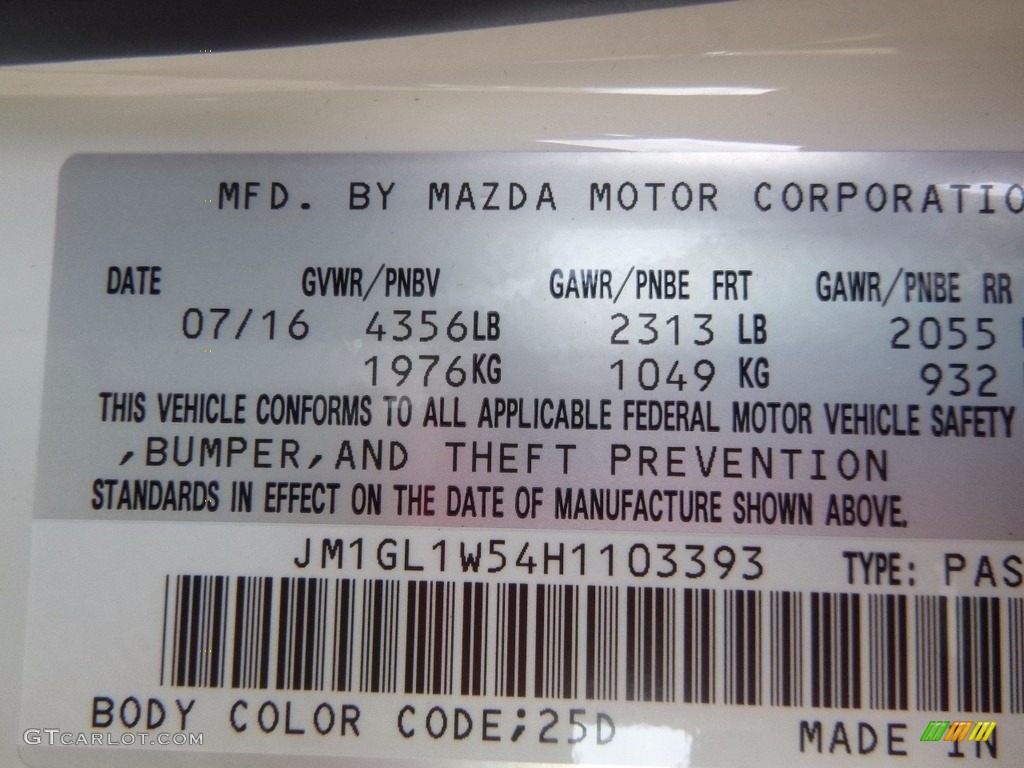 MFD. BY MAZDA MOTOR CORPORATIO
DATE GVWR/PNBV GAWR/PNBE FRT GAWR/PNBE RR
07/16 4356LB 2313 LB 2055
1976KG 1049 KG 932
THIS VEHICLE CONFORMS TO ALL APPLICABLE FEDERAL MOTOR VEHICLE SAFETY
,BUMPER,AND THEFT PREVENTION
STANDARDS IN EFFECT ON THE DATE OF MANUFACTURE SHOWN ABOVE.
JM1GL1W54H1103393 TYPE: PAS
BODY COLOR CODE;25D MADE IN
GTCARLOT.COM